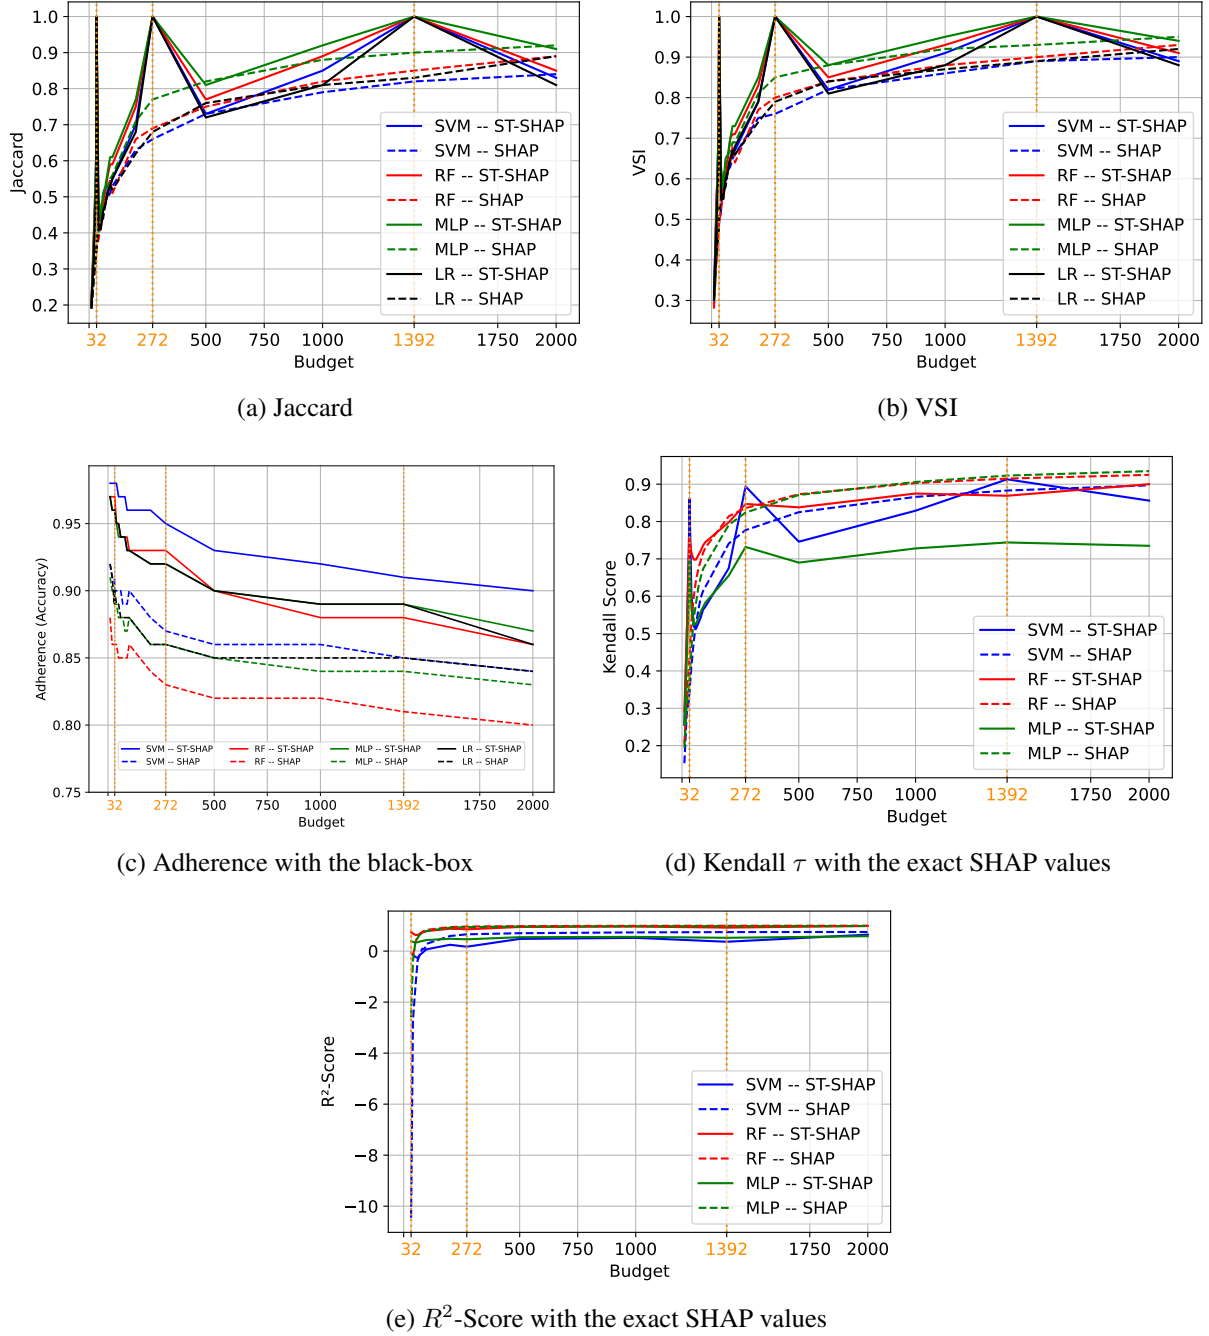 1.0
0.9
0.8
0.7
0.6
0.5
0.4
0.3
0.2
Jaccard
SVM -- ST-SHAP
SVM -- SHAP
RF -- ST-SHAP
RF -- SHAP
MLP -- ST-SHAP
MLP -- SHAP
LR -- ST-SHAP
LR -- SHAP
32 272 500 750 1000 1392 1750 2000
Budget
(a) Jaccard
1.0
0.9
0.8
0.7
0.6
0.5
0.4
0.3
VSI
SVM -- ST-SHAP
SVM -- SHAP
RF -- ST-SHAP
RF -- SHAP
MLP -- ST-SHAP
MLP -- SHAP
LR -- ST-SHAP
LR -- SHAP
32 272 500 750 1000 1392 1750 2000
Budget
(b) VSI
0.95
0.90
0.85
0.80
0.75
Adherence (Accuracy)
SVM -- ST-SHAP RF -- ST-SHAP MLP -- ST-SHAP LR -- ST-SHAP
SVM -- SHAP RF -- SHAP MLP -- SHAP LR -- SHAP
32 272 500 750 1000 1392 1750 2000
Budget
(c) Adherence with the black-box
0.9
0.8
0.7
0.6
0.5
0.4
0.3
0.2
Kendall Score
SVM -- ST-SHAP
SVM -- SHAP
RF -- ST-SHAP
RF -- SHAP
MLP -- ST-SHAP
MLP -- SHAP
32 272 500 750 1000 1392 1750 2000
Budget
(d) Kendall τ with the exact SHAP values
0
−2
−4
−6
−8
−10
R²-Score
SVM -- ST-SHAP
SVM -- SHAP
RF -- ST-SHAP
RF -- SHAP
MLP -- ST-SHAP
MLP -- SHAP
32 272 500 750 1000 1392 1750 2000
Budget
(e) R²-Score with the exact SHAP values